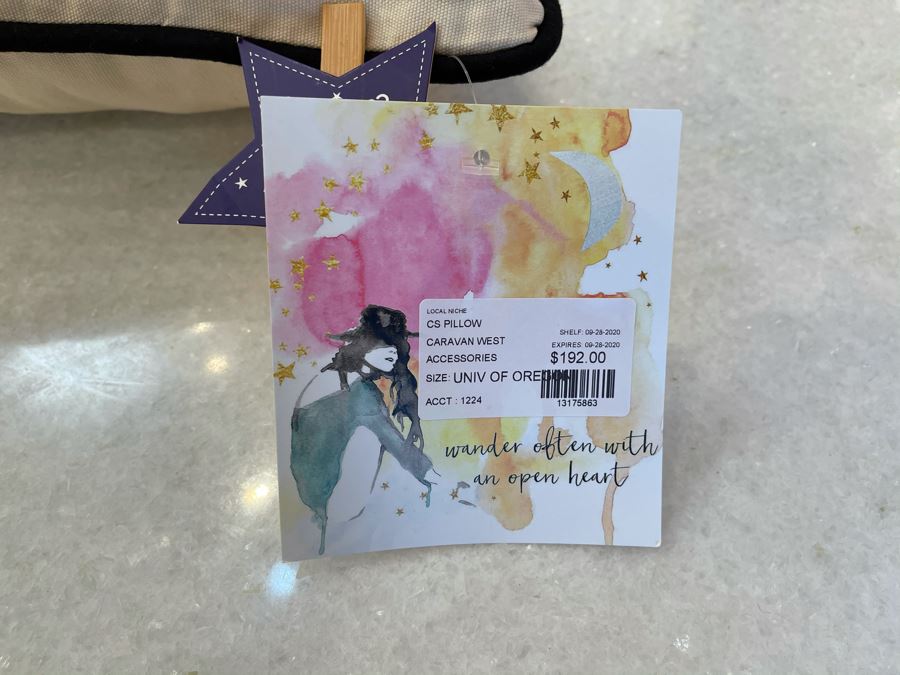 LOCAL NICHE
CS PILLOW
SHELF: 09-28-2020
CARAVAN WEST
EXPIRES: 09-28-2020
ACCESSORIES
$192.00
SIZE: UNIV OF OREGON
ACCT : 1224
13175863
wander often with
an open heart